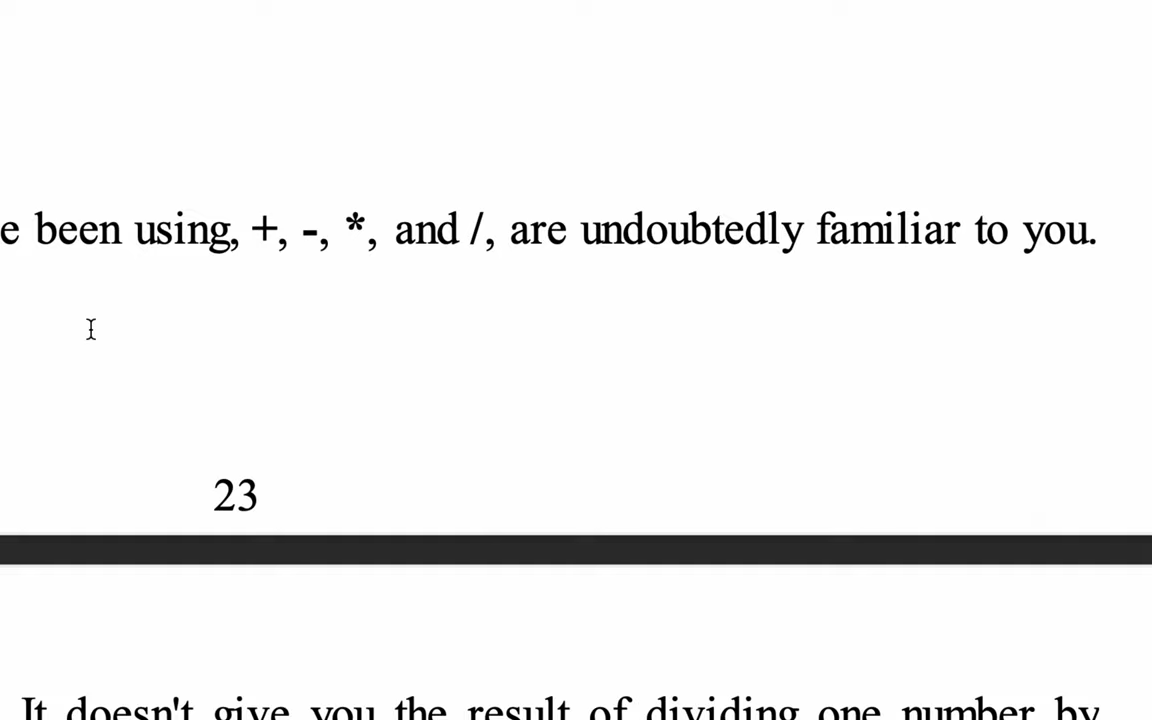 e been using, +, -, *, and /, are undoubtedly familiar to you.
23
It doesn't give you the result of dividing one number by